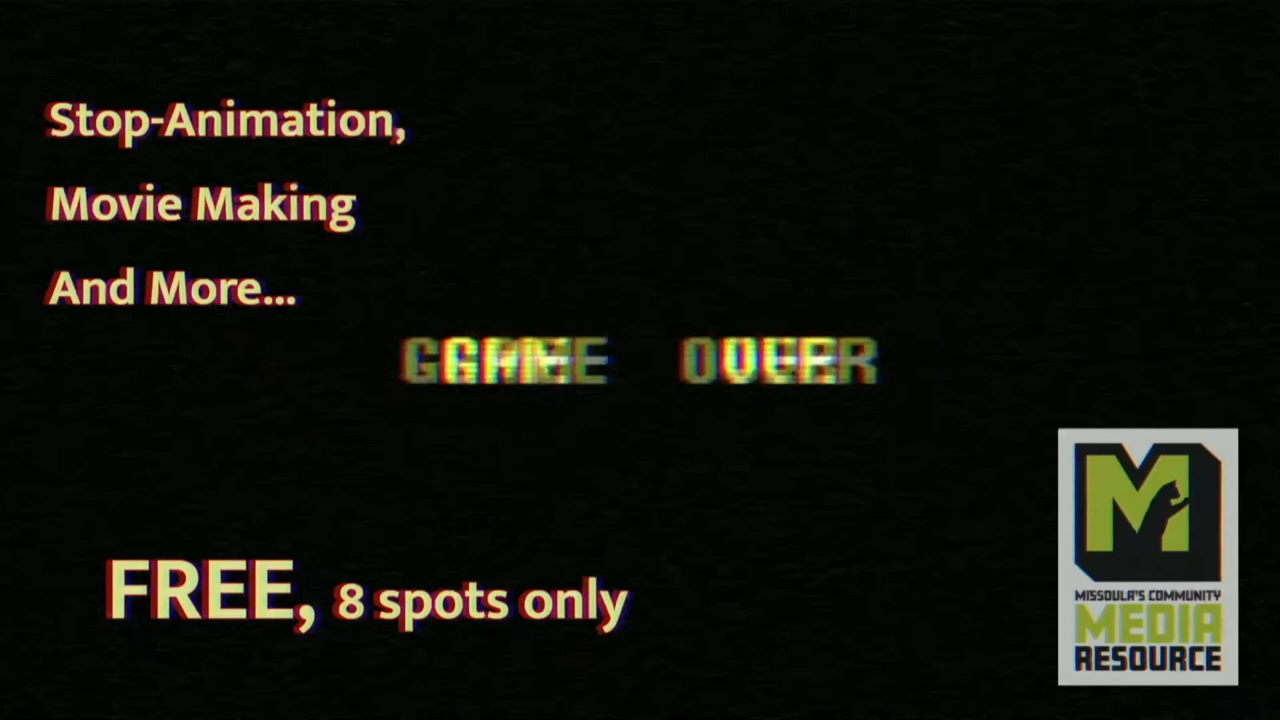 Stop-Animation,
Movie Making
And More...
GAME OVER
FREE, 8 spots only
M
MISSOULA'S COMMUNITY
MEDIA
RESOURCE